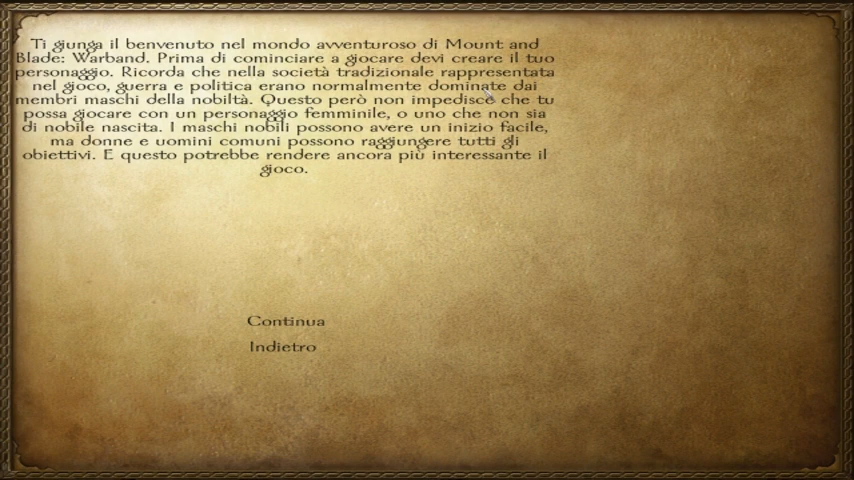 Ti giunga il benvenuto nel mondo avventuroso di Mount and
Blade: Warband. Prima di cominciare a giocare devi creare il tuo
personaggio. Ricorda che nella società tradizionale rappresentata
nel gioco, guerra e politica erano normalmente dominate dai
membri maschi della nobiltà. Questo però non impedisce che tu
possa giocare con un personaggio femminile, o uno che non sia
di nobile nascita. I maschi nobili possono avere un inizio facile,
ma donne e uomini comuni possono raggiungere tutti gli
obiettivi. E questo potrebbe rendere ancora più interessante il
gioco.
Continua
Indietro